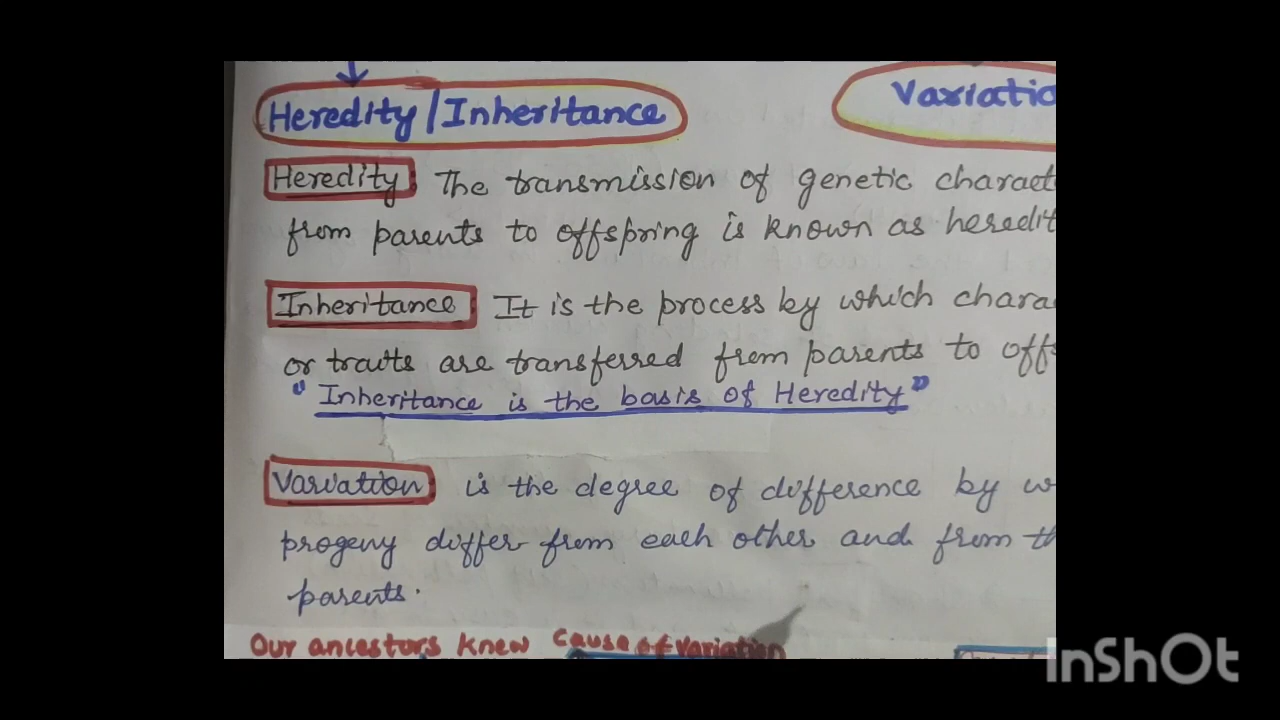 Heredity/Inheritance
Variatio
Heredity: The transmission of genetic charact
from parents to offspring is known as heredit
Inheritance: It is the process by which chara
or traits are transferred from parents to off
"Inheritance is the basis of Heredity"
Variation: is the degree of difference by w
progeny differ from each other and from th
parents.
Our ancestors knew cause of variation
InShOt